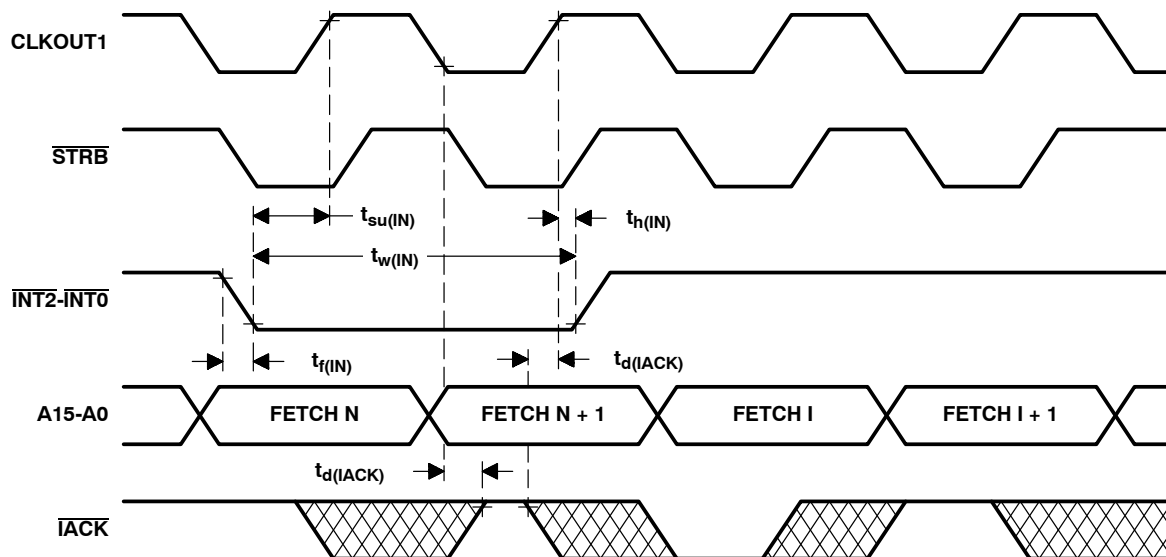 CLKOUT1
STRB
tsu(IN)
th(IN)
tw(IN)
INT2-INT0
tf(IN)
td(IACK)
A15-A0
FETCH N
FETCH N + 1
FETCH I
FETCH I + 1
td(IACK)
IACK